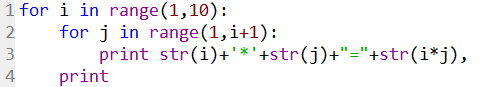 1 for i in range(1,10):
2     for j in range(1,i+1):
3         print str(i)+'*'+str(j)+"="+str(i*j),
4     print